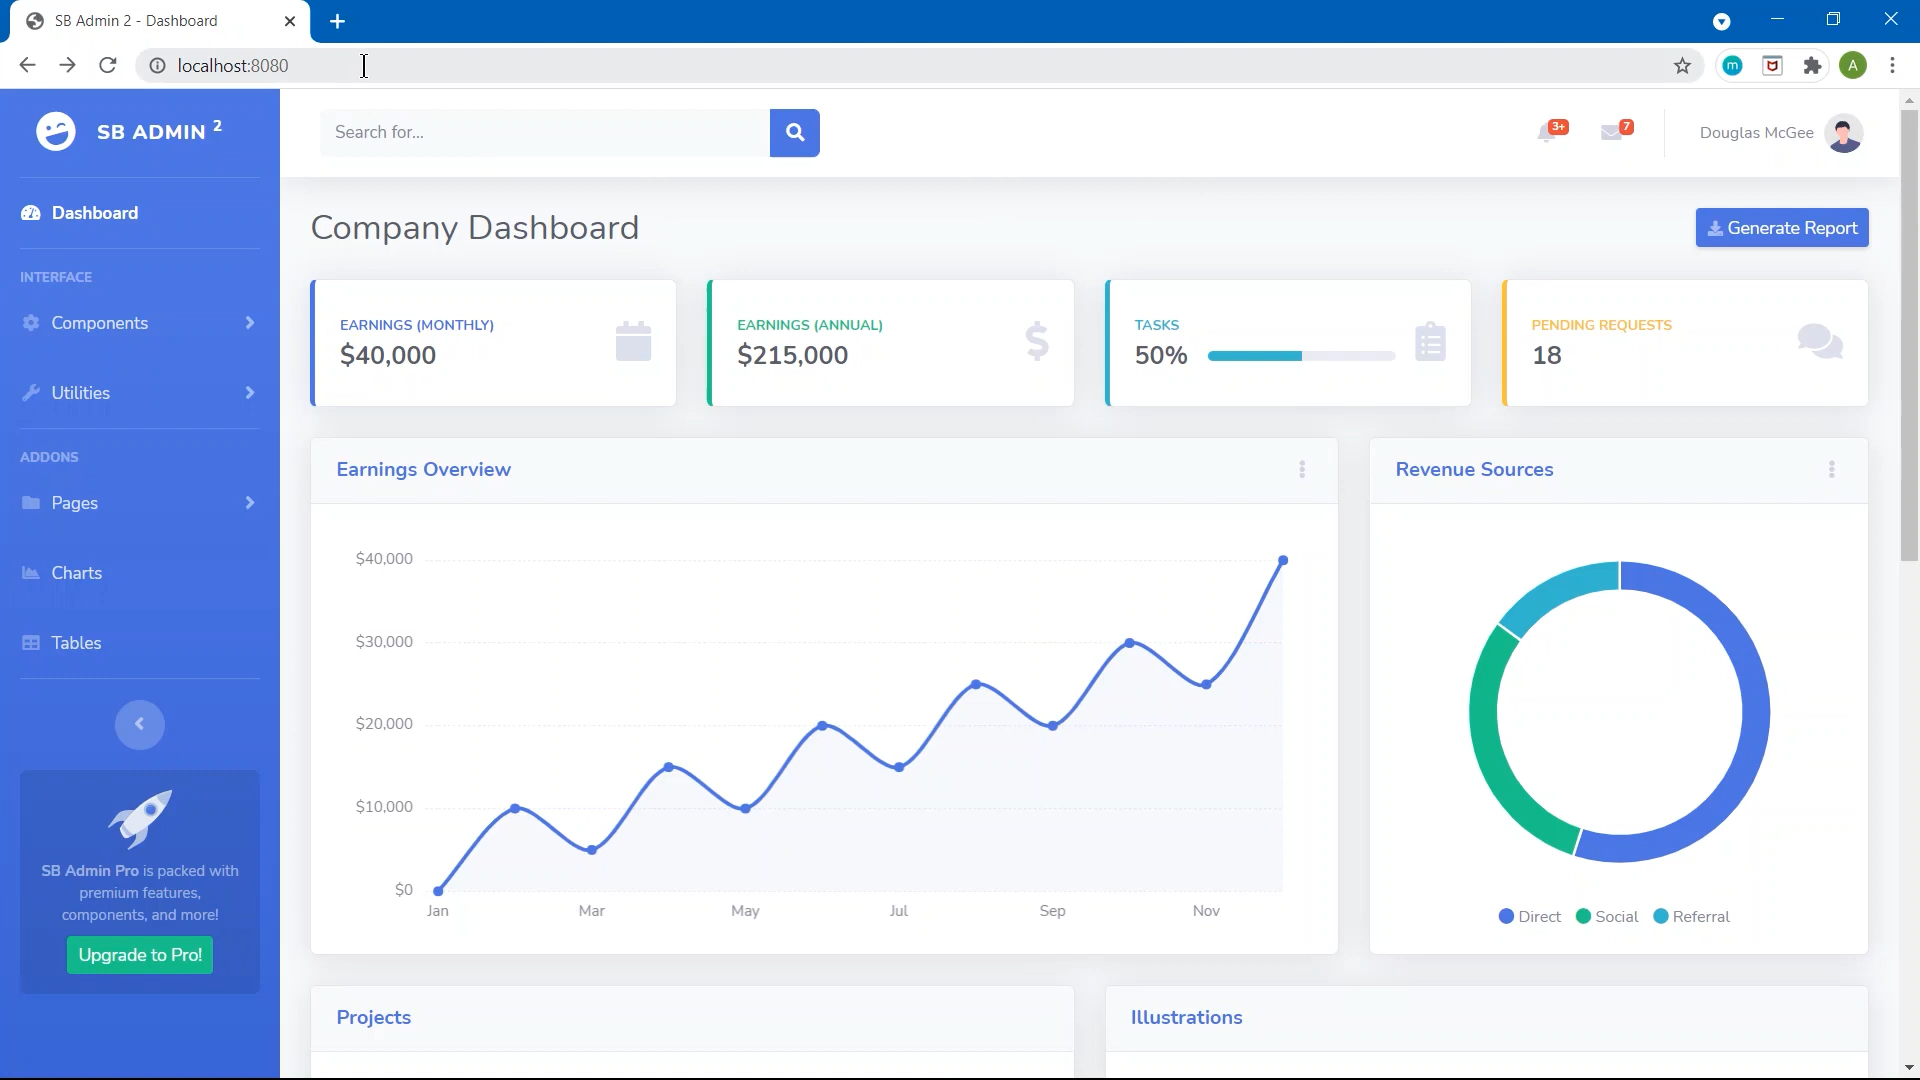 SB Admin 2 - Dashboard
localhost:8080
m
A
SB ADMIN 2
Search for...
3+
7
Douglas McGee
Dashboard
INTERFACE
Components
Utilities
ADDONS
Pages
Charts
Tables
SB Admin Pro is packed with
premium features,
components, and more!
Upgrade to Pro!
Company Dashboard
Generate Report
EARNINGS (MONTHLY)
$40,000
EARNINGS (ANNUAL)
$215,000
TASKS
50%
PENDING REQUESTS
18
Earnings Overview
$40,000
$30,000
$20,000
$10,000
$0
Jan Mar May Jul Sep Nov
Revenue Sources
Direct Social Referral
Projects
Illustrations